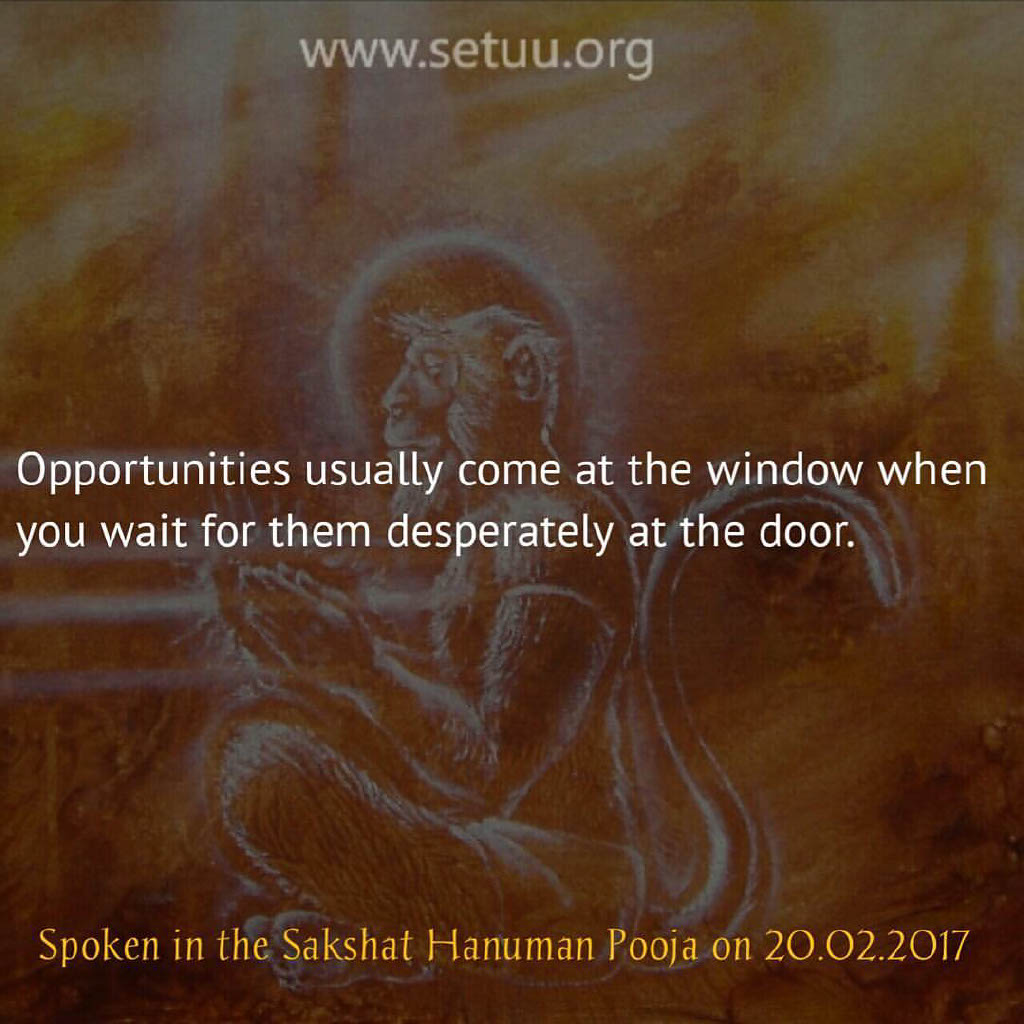 www.setuu.org
Opportunities usually come at the window when
you wait for them desperately at the door.
Spoken in the Sakshat Hanuman Pooja on 20.02.2017